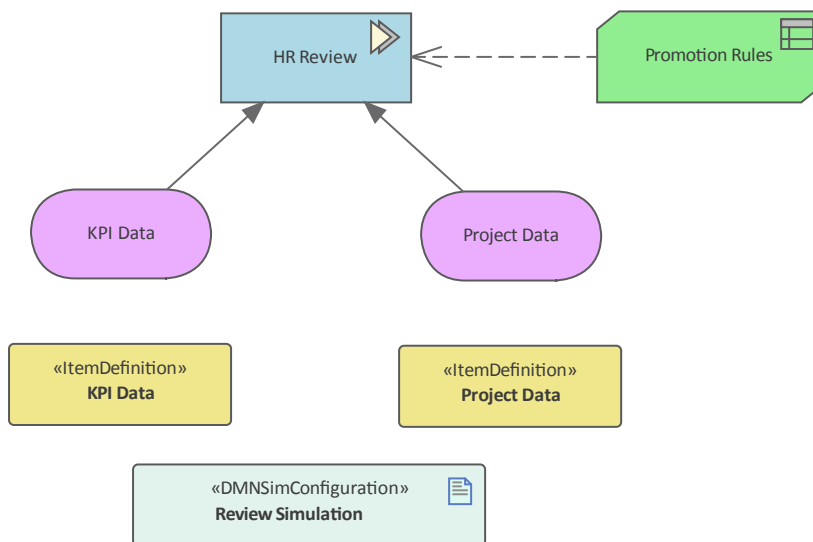 HR Review
Promotion Rules
KPI Data
Project Data
«ItemDefinition»
KPI Data
«ItemDefinition»
Project Data
«DMNSimConfiguration»
Review Simulation